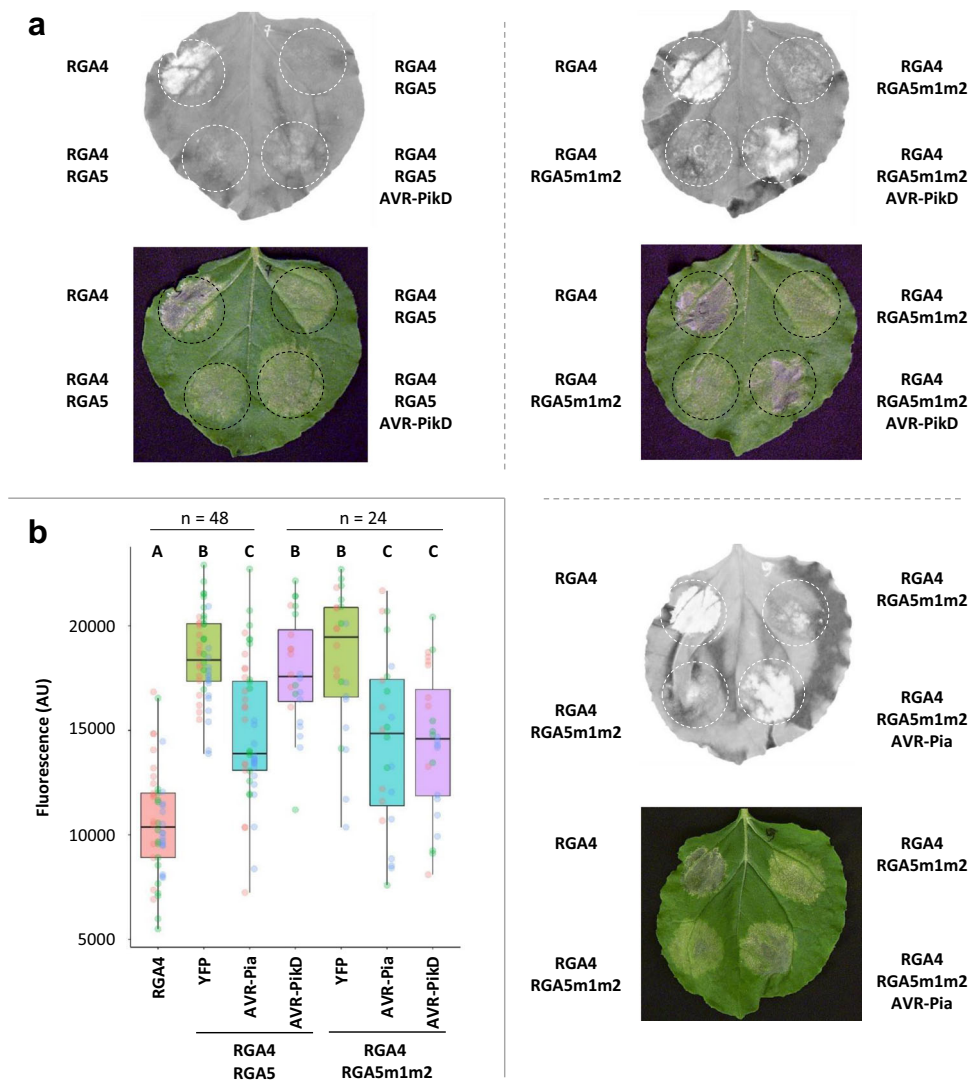 a
RGA4
RGA4
RGA5
RGA4
RGA5
RGA4
RGA5
AVR-PikD
7
RGA4
RGA4
RGA5
RGA4
RGA5
RGA4
RGA5
AVR-PikD
RGA4
RGA4
RGA5m1m2
RGA4
RGA5m1m2
RGA4
RGA5m1m2
AVR-PikD
5
RGA4
RGA4
RGA5m1m2
RGA4
RGA5m1m2
RGA4
RGA5m1m2
AVR-PikD
b
n = 48
n = 24
A B C B B C C
Fluorescence (AU)
20000
15000
10000
5000
RGA4
YFP
AVR-Pia
AVR-PikD
YFP
AVR-Pia
AVR-PikD
RGA4
RGA5
RGA4
RGA5m1m2
RGA4
RGA4
RGA5m1m2
RGA4
RGA5m1m2
RGA4
RGA5m1m2
AVR-Pia
RGA4
RGA4
RGA5m1m2
RGA4
RGA5m1m2
RGA4
RGA5m1m2
AVR-Pia